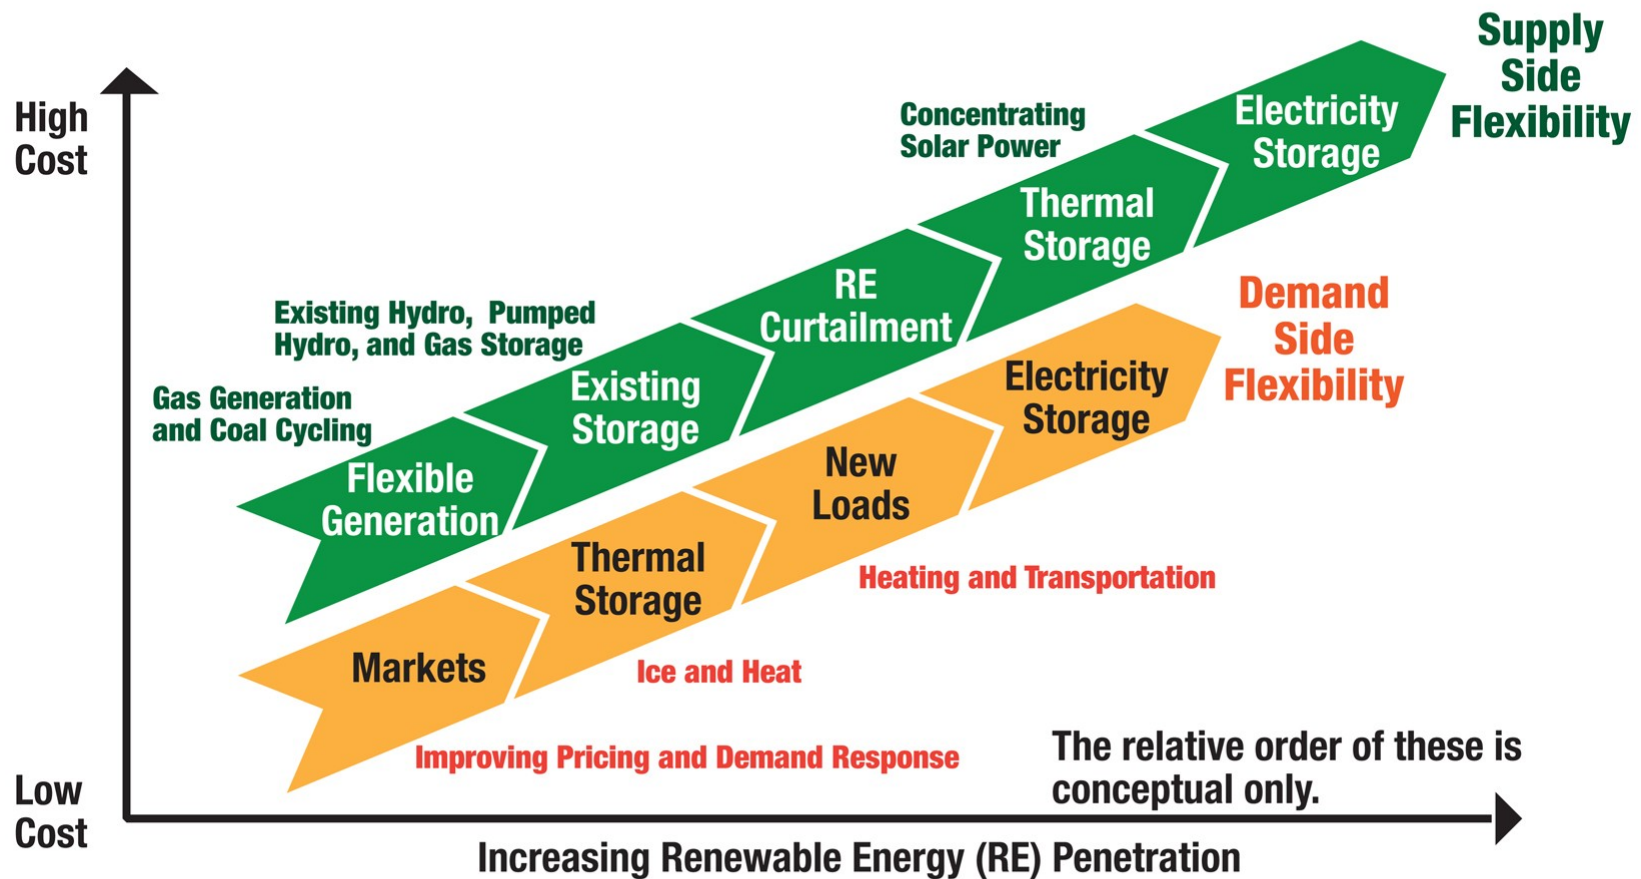 Supply
Side
Flexibility
High
Cost
Concentrating
Solar Power
Electricity
Storage
Thermal
Storage
RE
Curtailment
Existing Hydro, Pumped
Hydro, and Gas Storage
Existing
Storage
Gas Generation
and Coal Cycling
Flexible
Generation
Demand
Side
Flexibility
Electricity
Storage
New
Loads
Heating and Transportation
Thermal
Storage
Ice and Heat
Markets
Improving Pricing and Demand Response
The relative order of these is
conceptual only.
Low
Cost
Increasing Renewable Energy (RE) Penetration